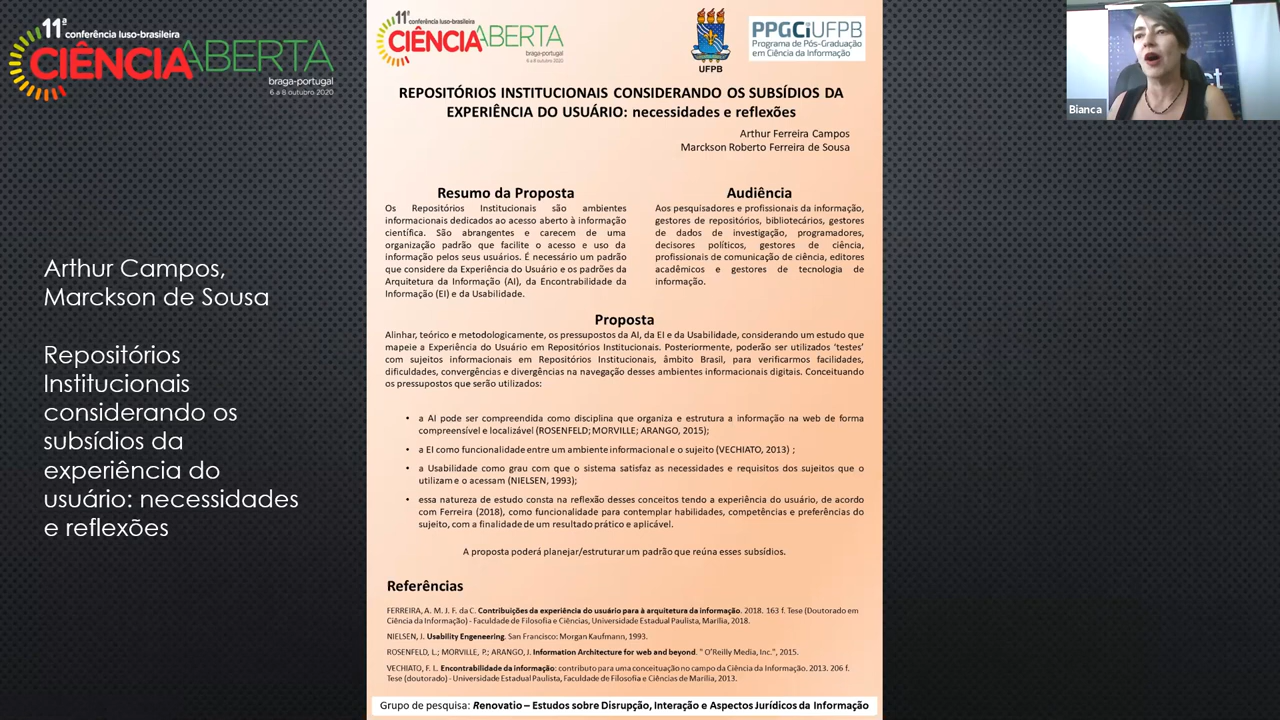 11ª
conferência luso-brasileira
CIÊNCIAABERTA
braga-portugal
6 a 8 outubro 2020
Arthur Campos,
Marckson de Sousa
Repositórios
Institucionais
considerando os
subsídios da
experiência do
usuário: necessidades
e reflexões
11ª
conferência luso-brasileira
CIÊNCIAABERTA
braga-portugal
6 a 8 outubro 2020
UFPB
PPGCiUFPB
Programa de Pós-Graduação
em Ciência da Informação
REPOSITÓRIOS INSTITUCIONAIS CONSIDERANDO OS SUBSÍDIOS DA
EXPERIÊNCIA DO USUÁRIO: necessidades e reflexões
Arthur Ferreira Campos
Marckson Roberto Ferreira de Sousa
Resumo da Proposta
Os Repositórios Institucionais são ambientes
informacionais dedicados ao acesso aberto à informação
científica. São abrangentes e carecem de uma
organização padrão que facilite o acesso e uso da
informação pelos seus usuários. É necessário um padrão
que considere da Experiência do Usuário e os padrões da
Arquitetura da Informação (AI), da Encontrabilidade da
Informação (EI) e da Usabilidade.
Audiência
Aos pesquisadores e profissionais da informação,
gestores de repositórios, bibliotecários, gestores
de dados de investigação, programadores,
decisores políticos, gestores de ciência,
profissionais de comunicação de ciência, editores
acadêmicos e gestores de tecnologia de
informação.
Proposta
Alinhar, teórico e metodologicamente, os pressupostos da AI, da EI e da Usabilidade, considerando um estudo que
mapeie a Experiência do Usuário em Repositórios Institucionais. Posteriormente, poderão ser utilizados ‘testes’
com sujeitos informacionais em Repositórios Institucionais, âmbito Brasil, para verificarmos facilidades,
dificuldades, convergências e divergências na navegação desses ambientes informacionais digitais. Conceituando
os pressupostos que serão utilizados:
• a AI pode ser compreendida como disciplina que organiza e estrutura a informação na web de forma
compreensível e localizável (ROSENFELD; MORVILLE; ARANGO, 2015);
• a EI como funcionalidade entre um ambiente informacional e o sujeito (VECHIATO, 2013) ;
• a Usabilidade como grau com que o sistema satisfaz as necessidades e requisitos dos sujeitos que o
utilizam e o acessam (NIELSEN, 1993);
• essa natureza de estudo consta na reflexão desses conceitos tendo a experiência do usuário, de acordo
com Ferreira (2018), como funcionalidade para contemplar habilidades, competências e preferências do
sujeito, com a finalidade de um resultado prático e aplicável.
A proposta poderá planejar/estruturar um padrão que reúna esses subsídios.
Referências
FERREIRA, A. M. J. F. da C. Contribuições da experiência do usuário para à arquitetura da informação. 2018. 163 f. Tese (Doutorado em
Ciência da Informação) - Faculdade de Filosofia e Ciências, Universidade Estadual Paulista, Marília, 2018.
NIELSEN, J. Usability Engeneering. San Francisco: Morgan Kaufmann, 1993.
ROSENFELD, L.; MORVILLE, P.; ARANGO, J. Information Architecture for web and beyond. " O’Reilly Media, Inc.", 2015.
VECHIATO, F. L. Encontrabilidade da informação: contributo para uma conceituação no campo da Ciência da Informação. 2013. 206 f.
Tese (doutorado) - Universidade Estadual Paulista, Faculdade de Filosofia e Ciências de Marília, 2013.
Grupo de pesquisa: Renovatio – Estudos sobre Disrupção, Interação e Aspectos Jurídicos da Informação
Bianca